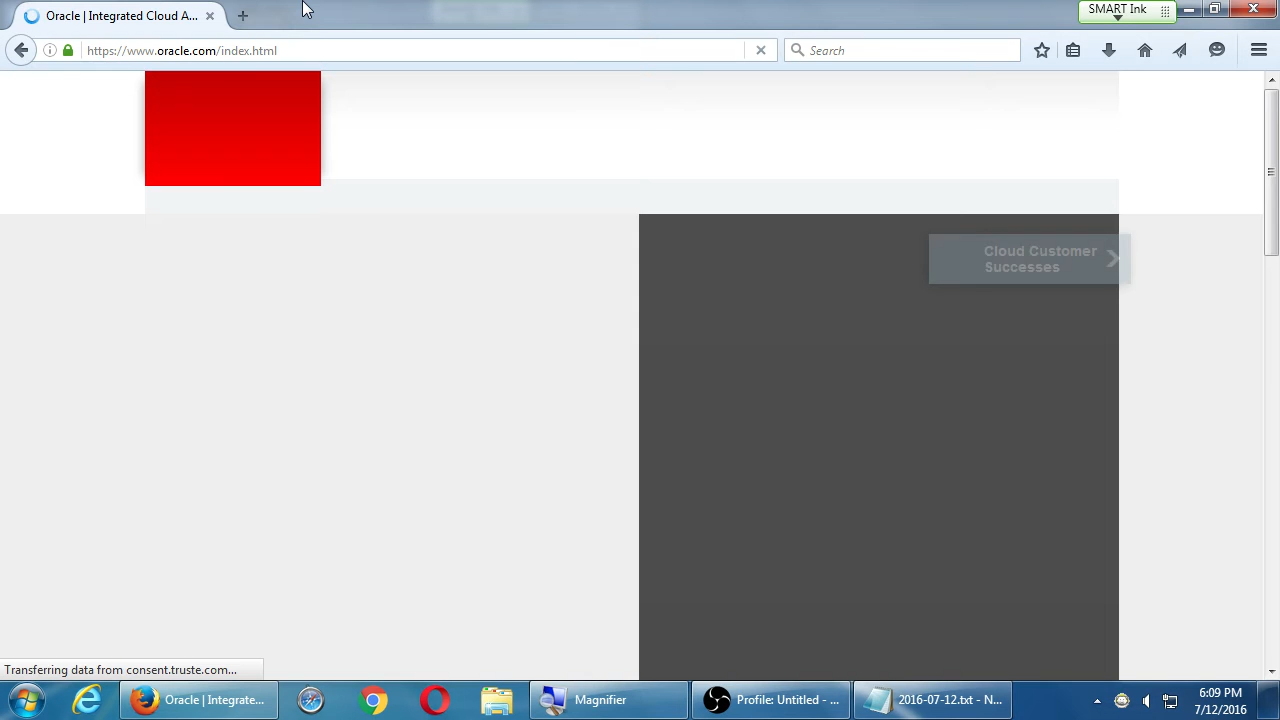 Oracle | Integrated Cloud A...
SMART Ink
https://www.oracle.com/index.html
Search
Cloud Customer
Successes
Transferring data from consent.truste.com...
Oracle | Integrate...
Magnifier
Profile: Untitled - ...
2016-07-12.txt - N...
6:09 PM
7/12/2016